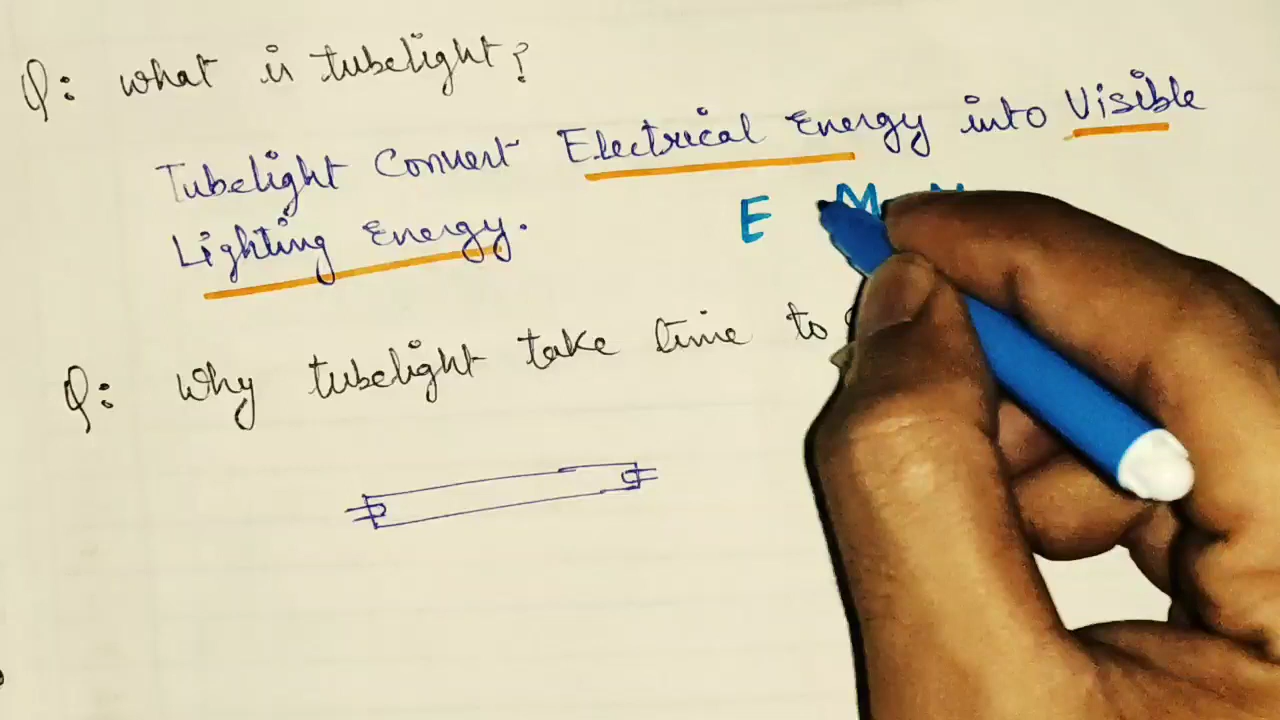 Q: what is tubelight?
Tubelight Convert Electrical Energy into Visible
Lighting Energy.
E M
Q: why tubelight take time to